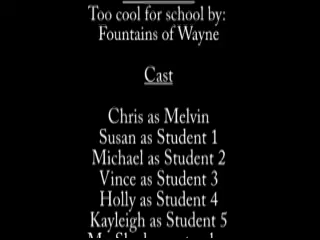 Too cool for school by:
Fountains of Wayne
Cast
Chris as Melvin
Susan as Student 1
Michael as Student 2
Vince as Student 3
Holly as Student 4
Kayleigh as Student 5